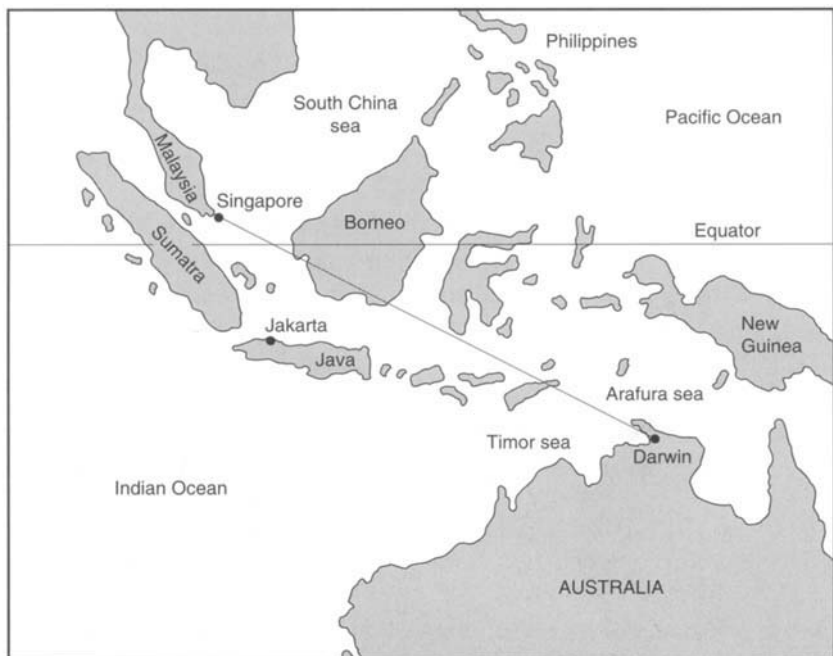 Philippines
South China
sea
Pacific Ocean
Malaysia
Singapore
Borneo
Equator
Sumatra
Jakarta
Java
New
Guinea
Arafura sea
Timor sea
Darwin
Indian Ocean
AUSTRALIA